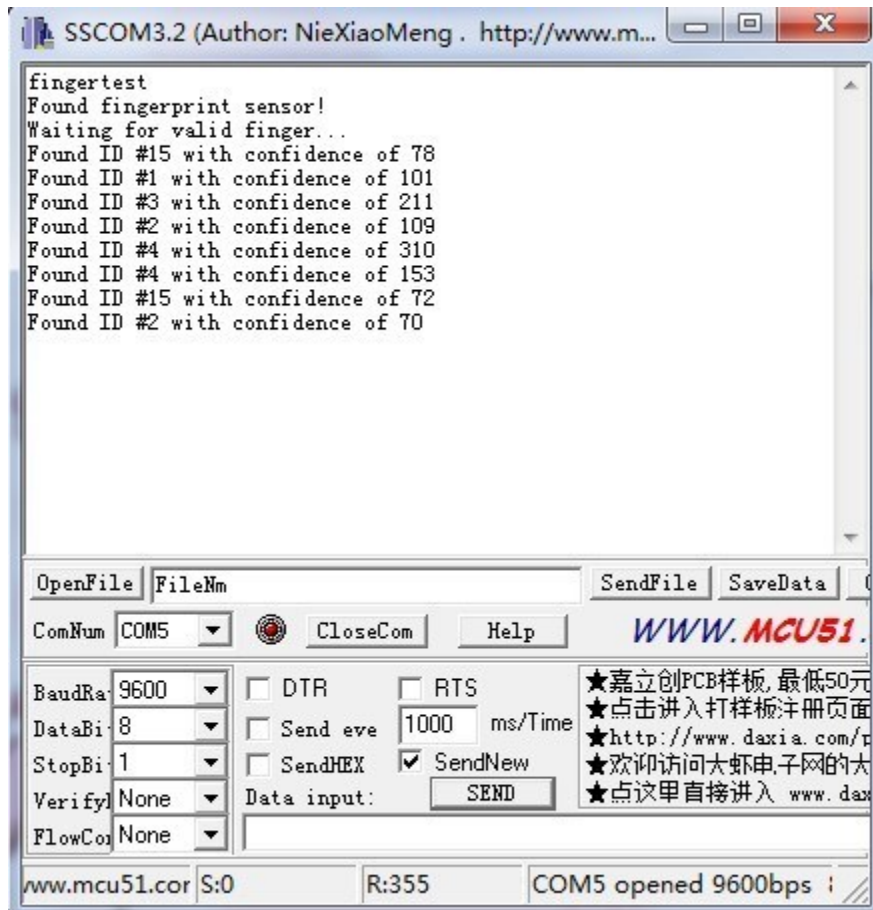 SSCOM3.2 (Author: NieXiaoMeng . http://www.m...
fingertest
Found fingerprint sensor!
Waiting for valid finger...
Found ID #15 with confidence of 78
Found ID #1 with confidence of 101
Found ID #3 with confidence of 211
Found ID #2 with confidence of 109
Found ID #4 with confidence of 310
Found ID #4 with confidence of 153
Found ID #15 with confidence of 72
Found ID #2 with confidence of 70
OpenFile FileNm SendFile SaveData
ComNum COM5 CloseCom Help WWW.MCU51.
BaudRa 9600 DTR RTS
DataBi 8 Send eve 1000 ms/Time
StopBi 1 SendHEX SendNew
Verify None Data input: SEND
FlowCo None
★嘉立创PCB样板,最低50元
★点击进入打样板注册页面
★http://www.daxia.com/p
★欢迎访问大虾电子网的大
★点这里直接进入 www.dax
www.mcu51.cor S:0 R:355 COM5 opened 9600bps